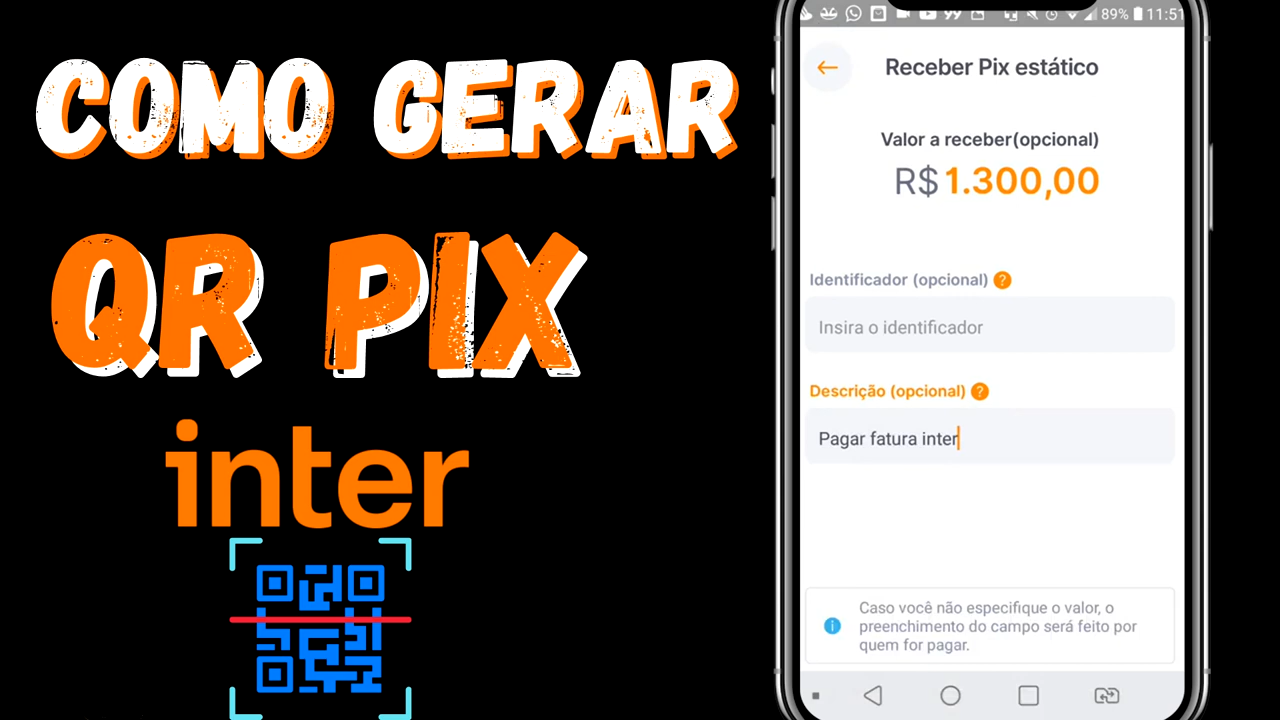 COMO GERAR
QR PIX
inter
89% 11:51
Receber Pix estático
Valor a receber(opcional)
R$ 1.300,00
Identificador (opcional) ?
Insira o identificador
Descrição (opcional) ?
Pagar fatura inter
Caso você não especifique o valor, o
preenchimento do campo será feito por
quem for pagar.